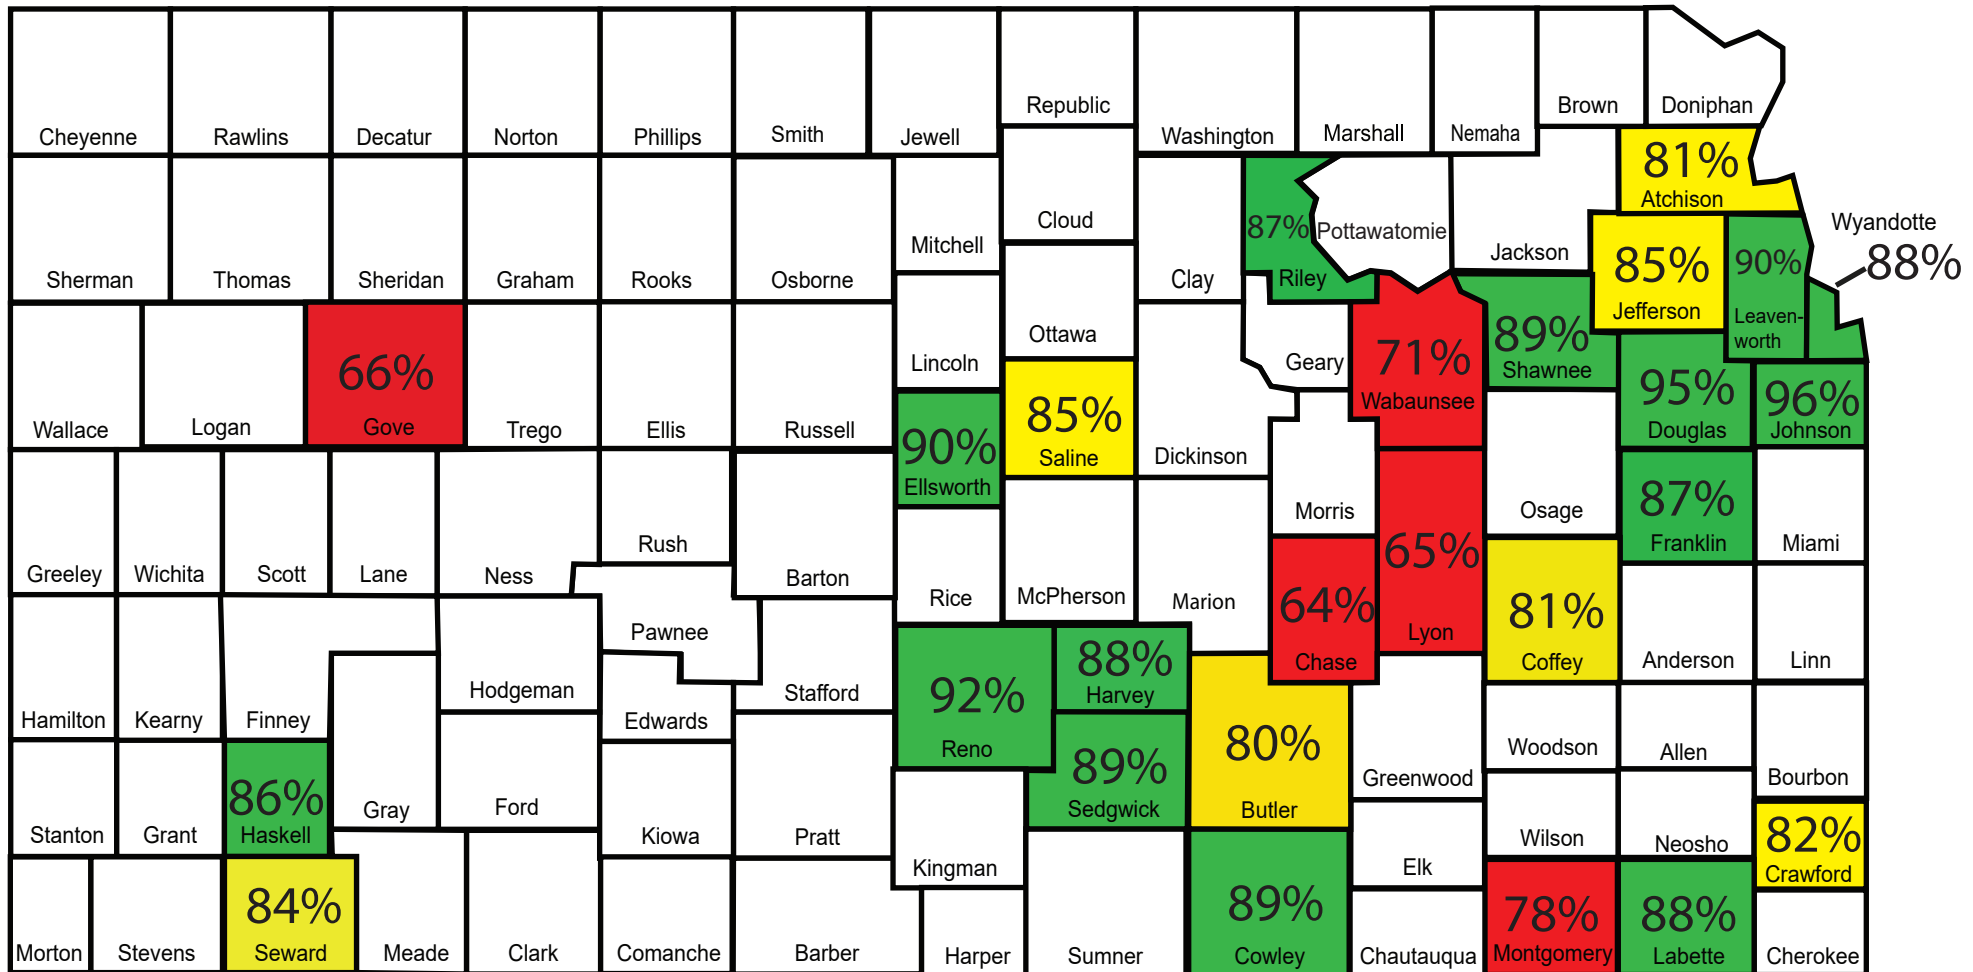 Republic
Brown
Doniphan
Cheyenne
Rawlins
Decatur
Norton
Phillips
Smith
Jewell
Washington
Marshall
Nemaha
81%
Atchison
Cloud
Mitchell
87%
Riley
Pottawatomie
Jackson
85%
Jefferson
90%
Leaven-
worth
Wyandotte
88%
Sherman
Thomas
Sheridan
Graham
Rooks
Osborne
Clay
Ottawa
Lincoln
66%
Gove
Geary
71%
Wabaunsee
89%
Shawnee
95%
Douglas
96%
Johnson
Wallace
Logan
Trego
Ellis
Russell
90%
Ellsworth
85%
Saline
Dickinson
Morris
Osage
87%
Franklin
Miami
Greeley
Wichita
Scott
Lane
Ness
Rush
Barton
Rice
McPherson
Marion
64%
Chase
65%
Lyon
81%
Coffey
Anderson
Linn
Pawnee
Hamilton
Kearny
Finney
Hodgeman
Edwards
Stafford
92%
Reno
88%
Harvey
89%
Sedgwick
80%
Butler
Greenwood
Woodson
Allen
Bourbon
86%
Haskell
Stanton
Grant
Gray
Ford
Kiowa
Pratt
Kingman
Elk
Wilson
Neosho
82%
Crawford
Morton
Stevens
84%
Seward
Meade
Clark
Comanche
Barber
Harper
Sumner
89%
Cowley
Chautauqua
78%
Montgomery
88%
Labette
Cherokee